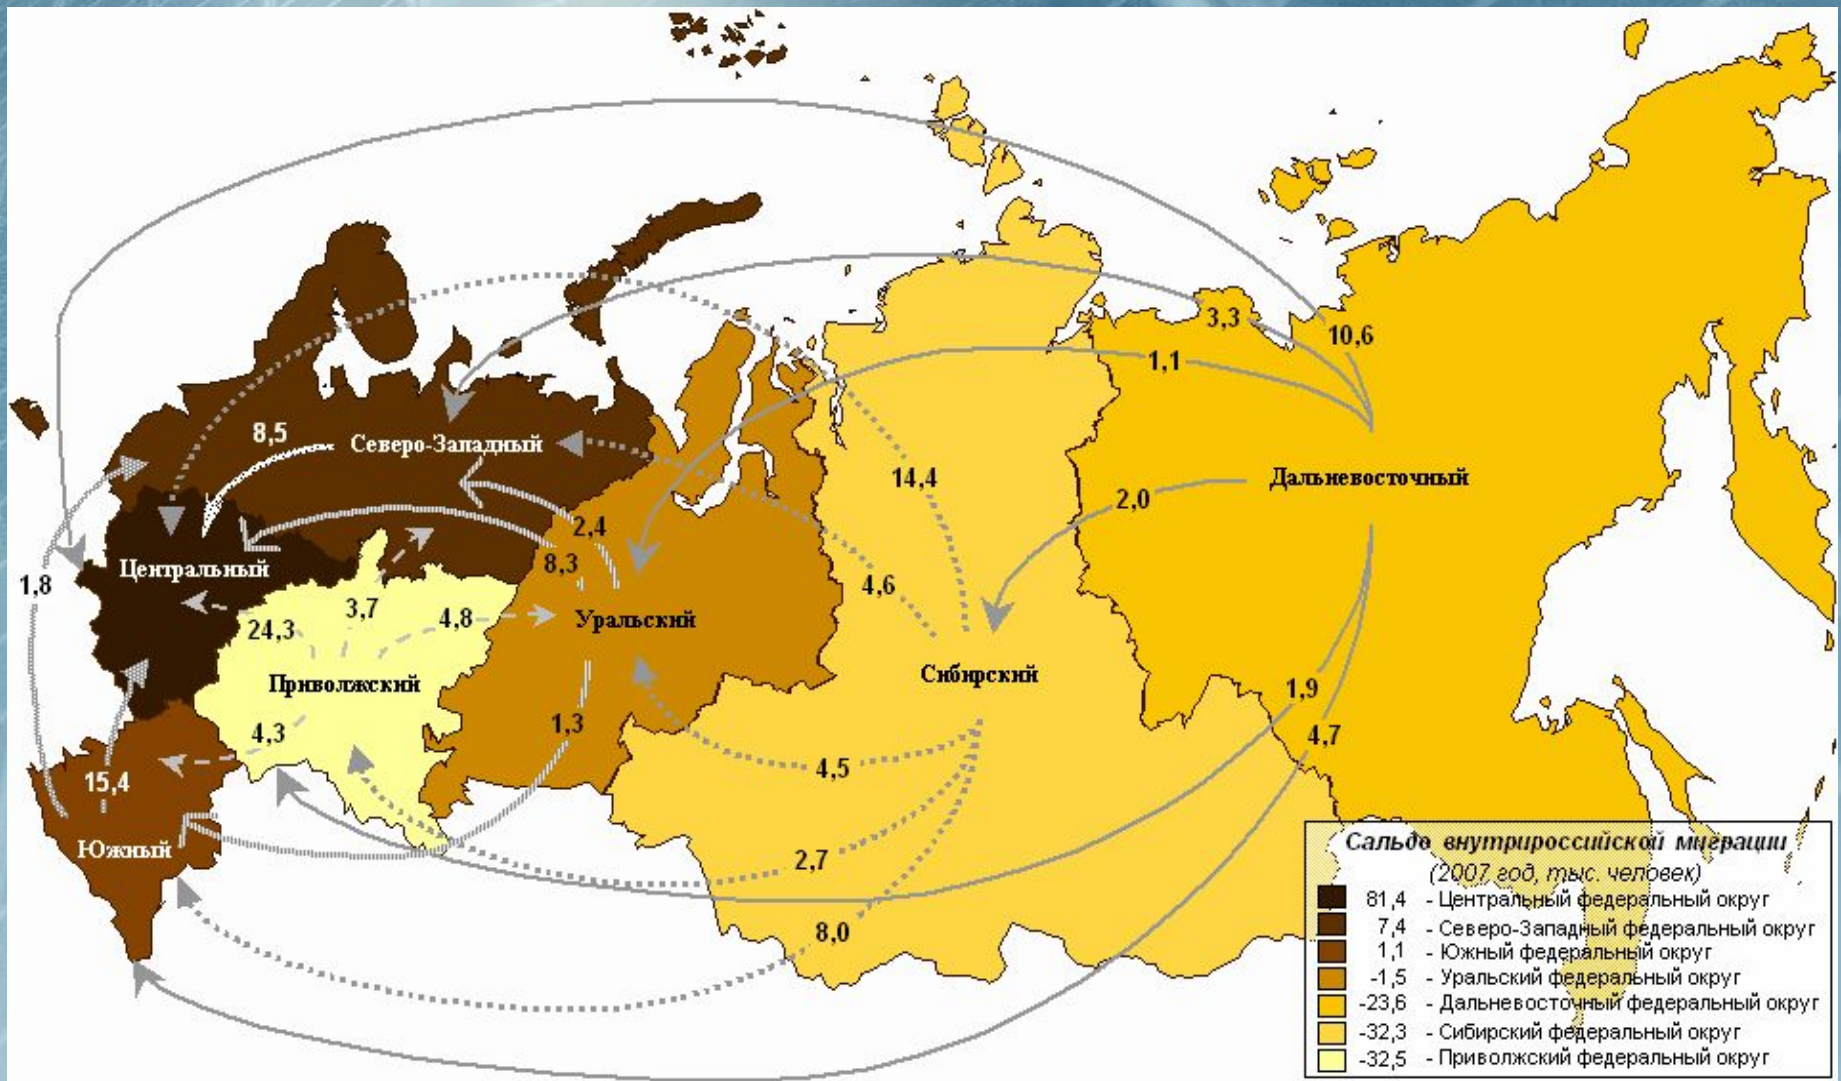 3,3
10,6
1,1
8,5
Северо-Западный
14,4
Дальневосточный
2,0
2,4
8,3
Центральный
1,8
4,6
3,7
4,8
24,3
Уральский
Приволжский
Сибирский
1,9
4,3
1,3
4,7
15,4
4,5
Южный
2,7
8,0
Сальдо внутрироссийской миграции
(2007 год, тыс. человек)
81,4 - Центральный федеральный округ
7,4 - Северо-Западный федеральный округ
1,1 - Южный федеральный округ
-1,5 - Уральский федеральный округ
-23,6 - Дальневосточный федеральный округ
-32,3 - Сибирский федеральный округ
-32,5 - Приволжский федеральный округ